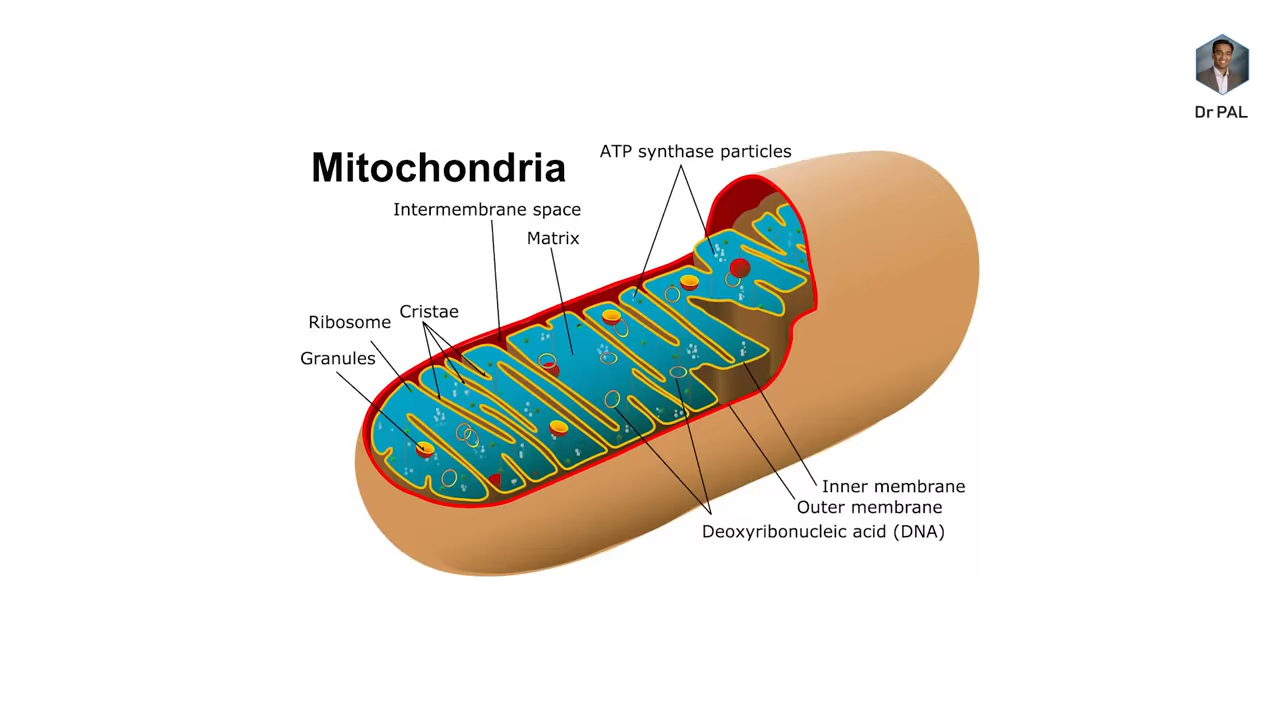 Dr PAL
Mitochondria
ATP synthase particles
Intermembrane space
Matrix
Cristae
Ribosome
Granules
Inner membrane
Outer membrane
Deoxyribonucleic acid (DNA)